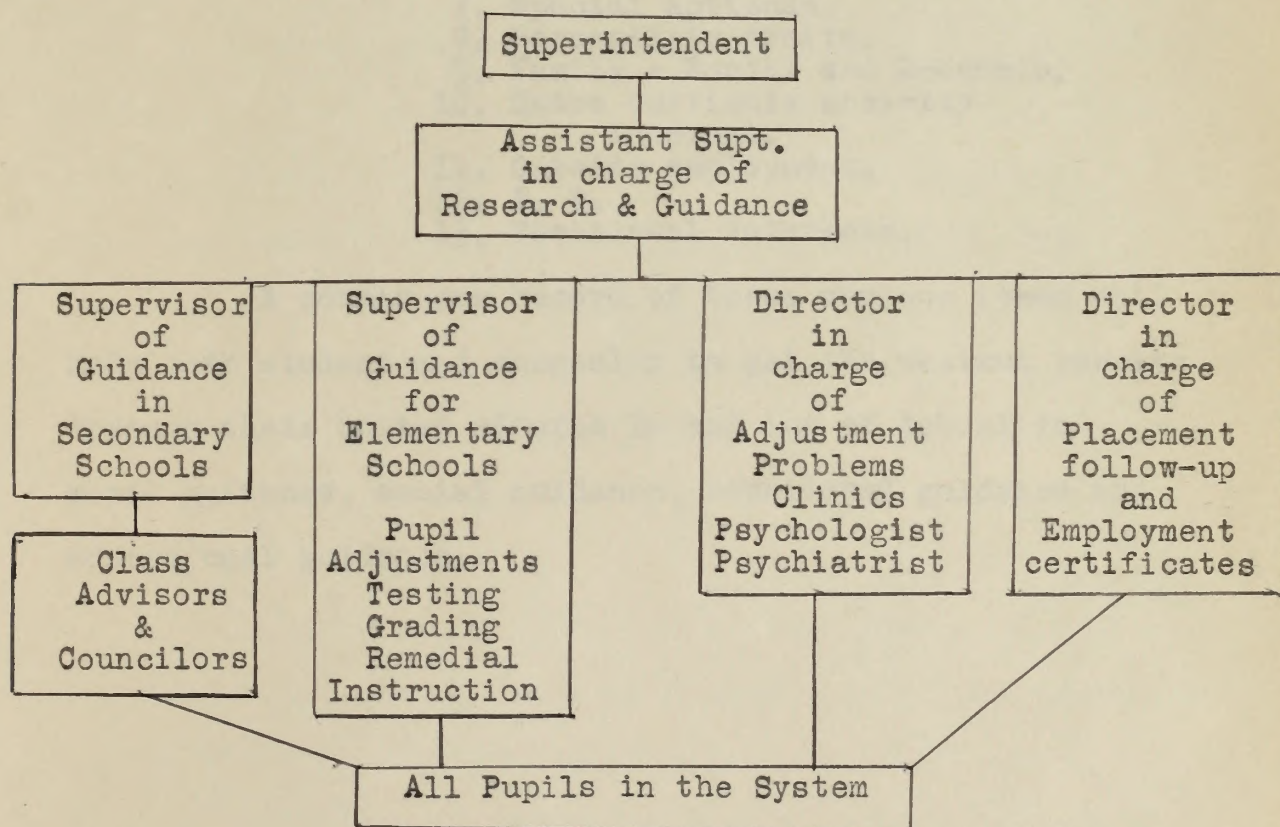 Superintendent
Assistant Supt.
in charge of
Research & Guidance
Supervisor
of
Guidance
in
Secondary
Schools
Class
Advisors
&
Councilors
Supervisor
of
Guidance
for
Elementary
Schools
Pupil
Adjustments
Testing
Grading
Remedial
Instruction
Director
in
charge
of
Adjustment
Problems
Clinics
Psychologist
Psychiatrist
Director
in
charge
of
Placement
follow-up
and
Employment
certificates
All Pupils in the System